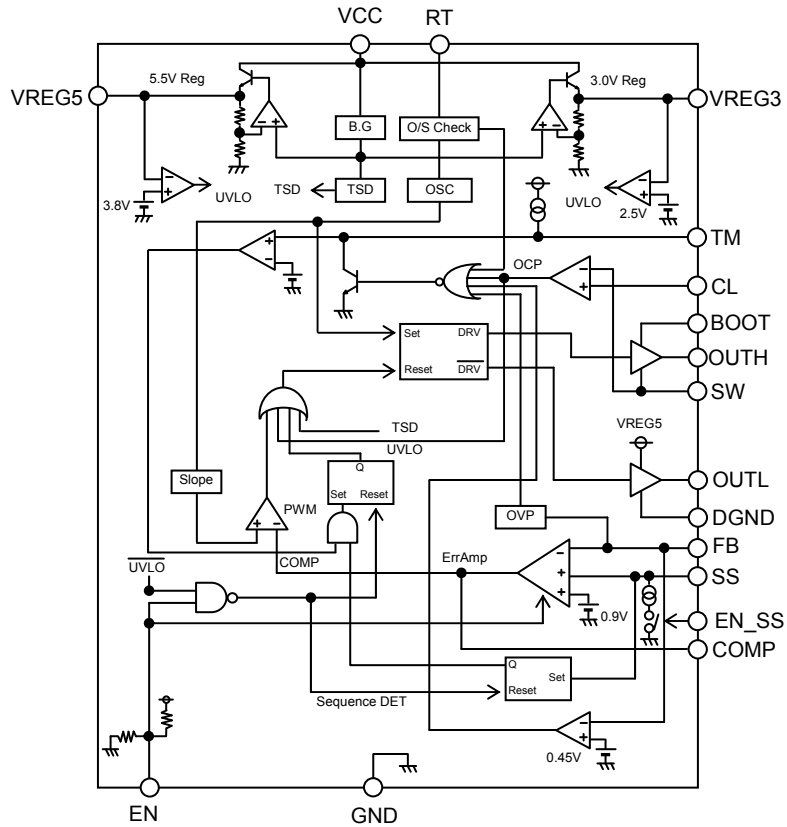 VCC
RT
5.5V Reg
3.0V Reg
VREG5
VREG3
B.G
O/S Check
TSD
TSD
OSC
UVLO
UVLO
3.8V
2.5V
TM
OCP
CL
BOOT
Set
DRV
OUTH
Reset
DRV
SW
VREG5
TSD
UVLO
Q
Slope
Set
Reset
OUTL
PWM
OVP
DGND
ErrAmp
FB
UVLO
COMP
SS
0.9V
EN_SS
Q
COMP
Set
Sequence DET
Reset
0.45V
EN
GND